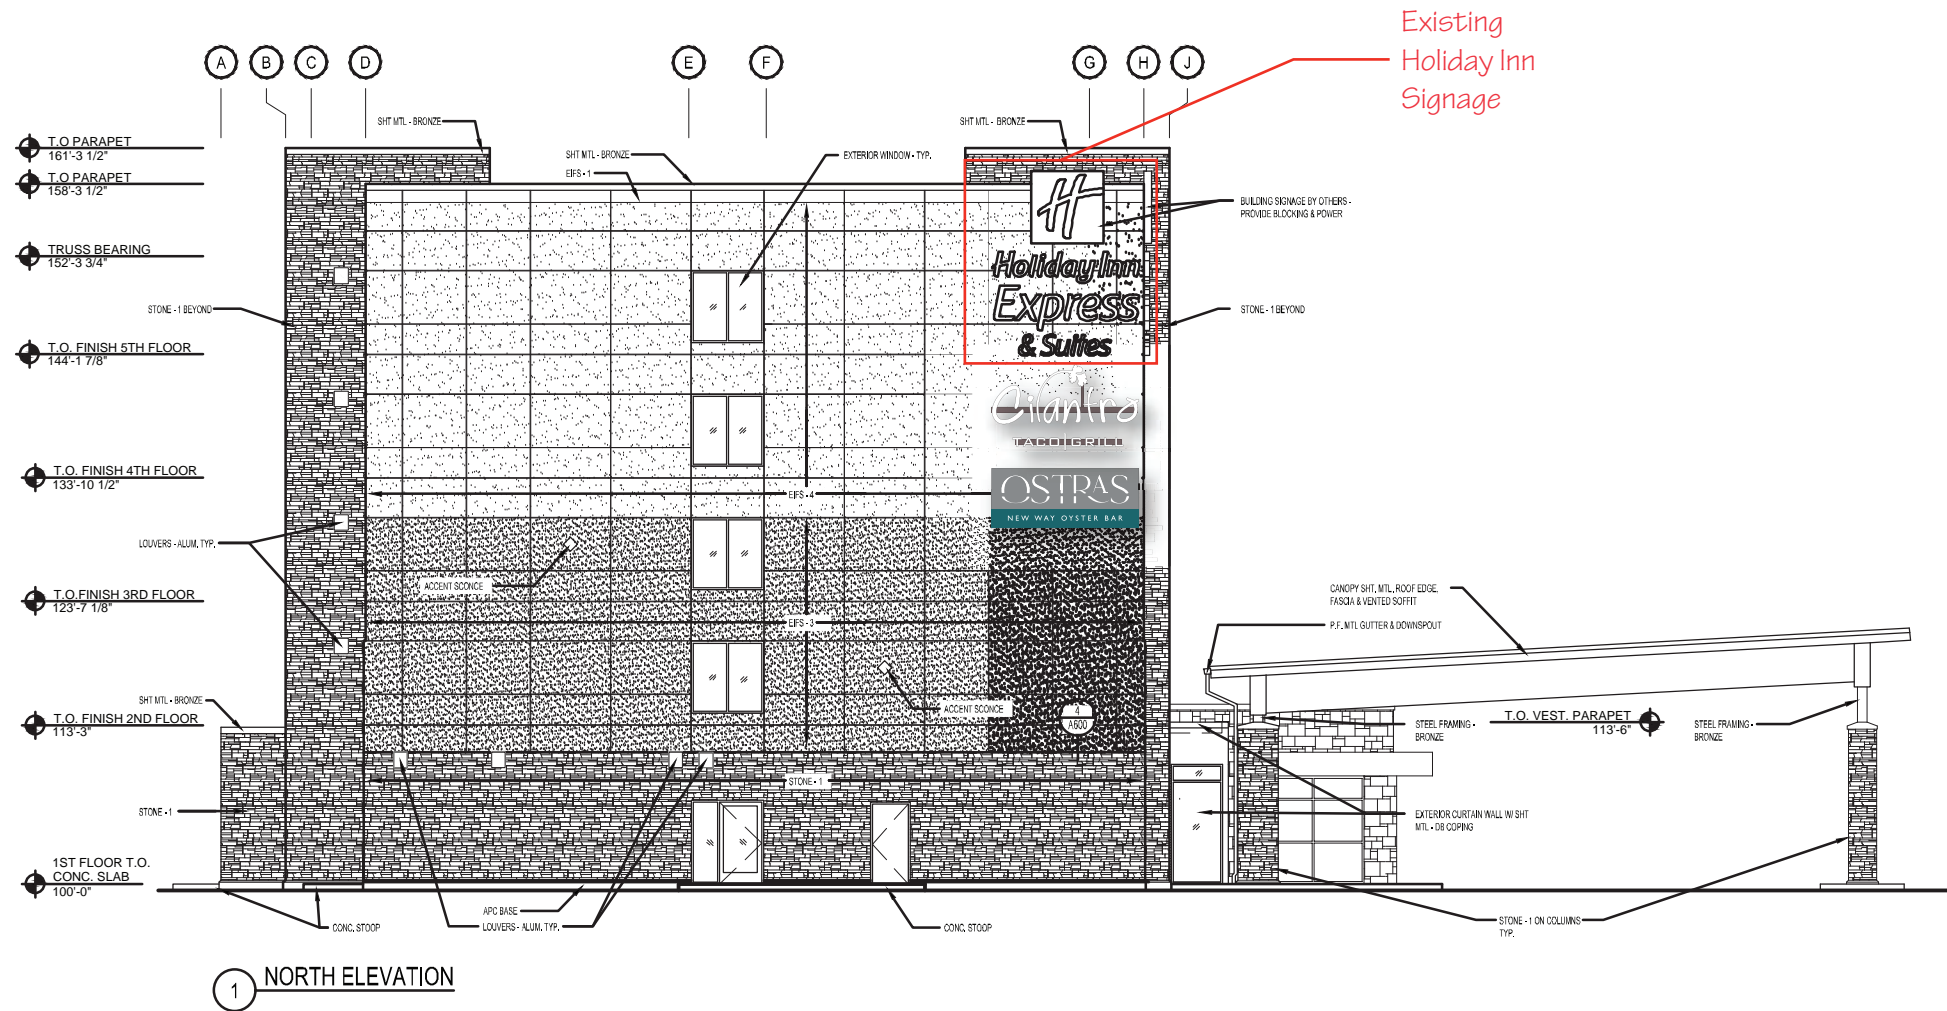 Existing
Holiday Inn
Signage
A
B
C
D
E
F
G
H
J
SHT MTL - BRONZE
SHT MTL - BRONZE
T.O PARAPET
161'-3 1/2"
SHT MTL - BRONZE
EIFS - 1
EXTERIOR WINDOW - TYP.
T.O PARAPET
158'-3 1/2"
H
BUILDING SIGNAGE BY OTHERS -
PROVIDE BLOCKING & POWER
TRUSS BEARING
152'-3 3/4"
Holiday Inn
Express
& Suites
STONE - 1 BEYOND
STONE - 1 BEYOND
T.O. FINISH 5TH FLOOR
144'-1 7/8"
Cilantro
TACO|GRILL
T.O. FINISH 4TH FLOOR
133'-10 1/2"
EIFS - 4
OSTRAS
NEW WAY OYSTER BAR
LOUVERS - ALUM. TYP.
ACCENT SCONCE
T.O.FINISH 3RD FLOOR
123'-7 1/8"
EIFS - 3
CANOPY SHT. MTL. ROOF EDGE,
FASCIA & VENTED SOFFIT
P.F. MTL GUTTER & DOWNSPOUT
SHT MTL - BRONZE
ACCENT SCONCE
4
A600
T.O. FINISH 2ND FLOOR
113'-3"
STEEL FRAMING -
BRONZE
T.O. VEST. PARAPET
113'-6"
STEEL FRAMING -
BRONZE
STONE - 1
STONE - 1
EXTERIOR CURTAIN WALL W/ SHT
MTL - DB COPING
1ST FLOOR T.O.
CONC. SLAB
100'-0"
CONC. STOOP
APC BASE
LOUVERS - ALUM. TYP.
CONC. STOOP
STONE - 1 ON COLUMNS
TYP.
1
NORTH ELEVATION